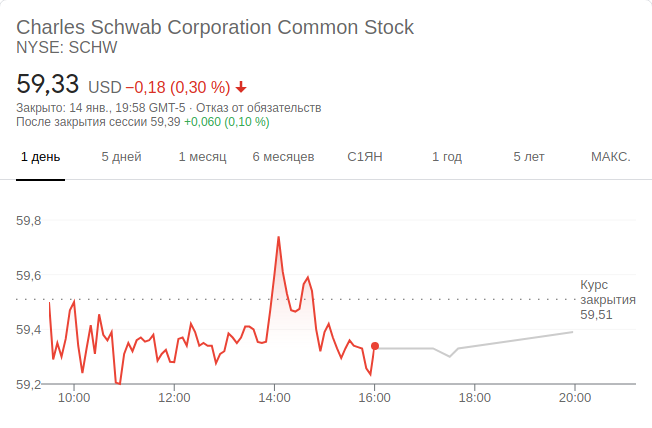 Charles Schwab Corporation Common Stock
NYSE: SCHW
59,33 USD −0,18 (0,30 %)
Закрыто: 14 янв., 19:58 GMT-5 · Отказ от обязательств
После закрытия сессии 59,39 +0,060 (0,10 %)
1 день 5 дней 1 месяц 6 месяцев С1ЯН 1 год 5 лет МАКС.
59,8
59,6
Курс
закрытия
59,51
59,4
59,2
10:00 12:00 14:00 16:00 18:00 20:00